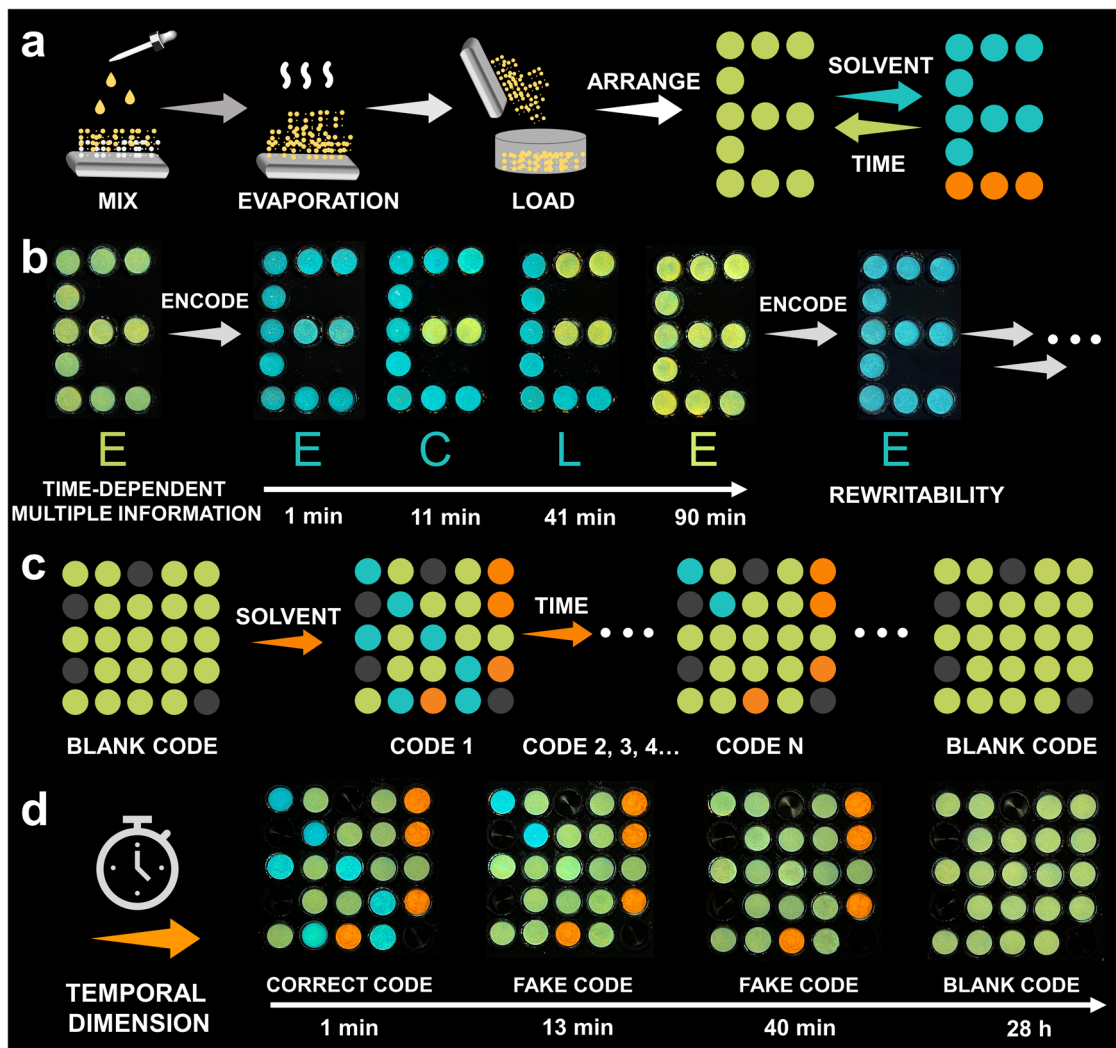 a
MIX
EVAPORATION
LOAD
ARRANGE
SOLVENT
TIME
b
ENCODE
ENCODE
E
E
C
L
E
E
TIME-DEPENDENT
MULTIPLE INFORMATION
1 min
11 min
41 min
90 min
REWRITABILITY
c
SOLVENT
TIME
BLANK CODE
CODE 1
CODE 2, 3, 4...
CODE N
BLANK CODE
d
TEMPORAL
DIMENSION
CORRECT CODE
FAKE CODE
FAKE CODE
BLANK CODE
1 min
13 min
40 min
28 h